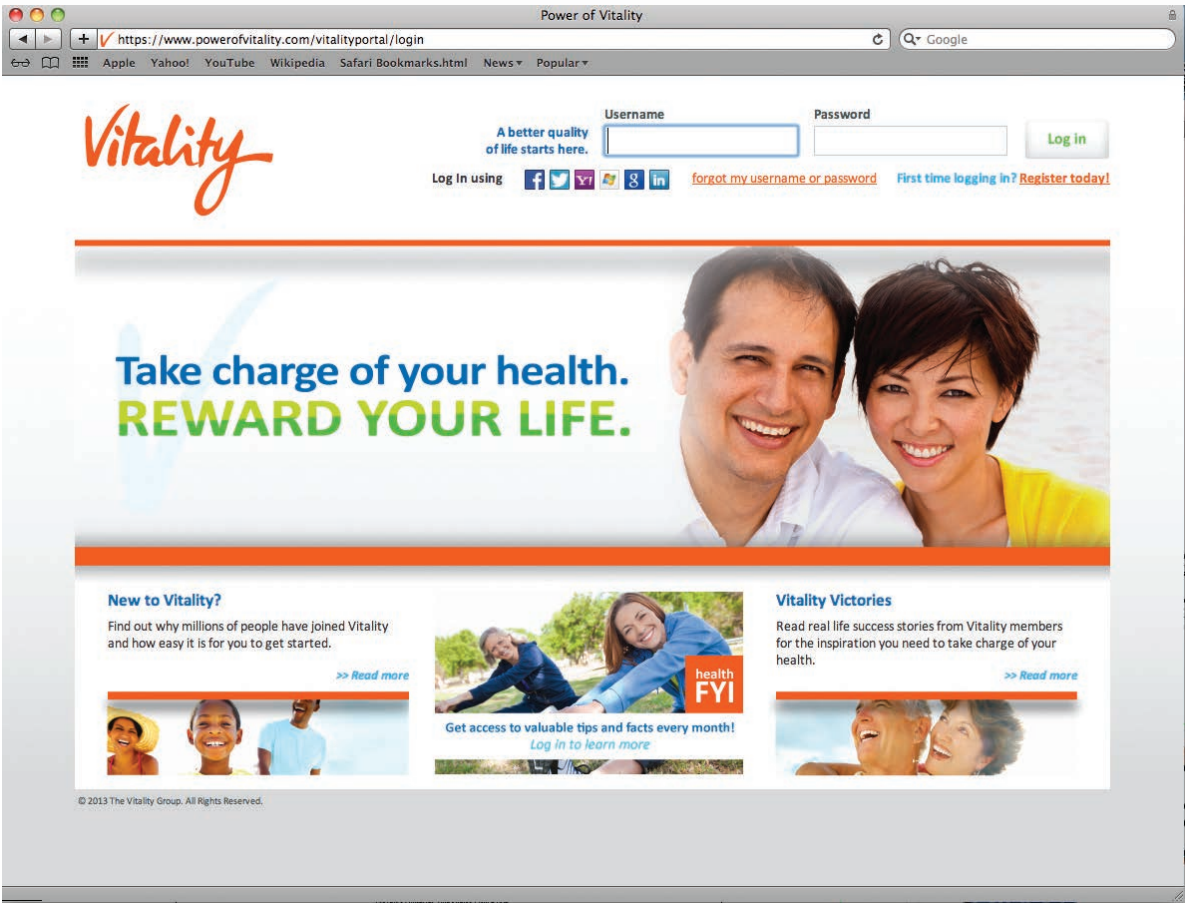 Power of Vitality
https://www.powerofvitality.com/vitalityportal/login
Google
Apple Yahoo! YouTube Wikipedia Safari Bookmarks.html News Popular
Vitality
A better quality
of life starts here.
Username
Password
Log in
Log In using
f
Y!
8
in
forgot my username or password
First time logging in? Register today!
Take charge of your health.
REWARD YOUR LIFE.
New to Vitality?
Find out why millions of people have joined Vitality
and how easy it is for you to get started.
>> Read more
health
FYI
Get access to valuable tips and facts every month!
Log in to learn more
Vitality Victories
Read real life success stories from Vitality members
for the inspiration you need to take charge of your
health.
>> Read more
© 2013 The Vitality Group. All Rights Reserved.